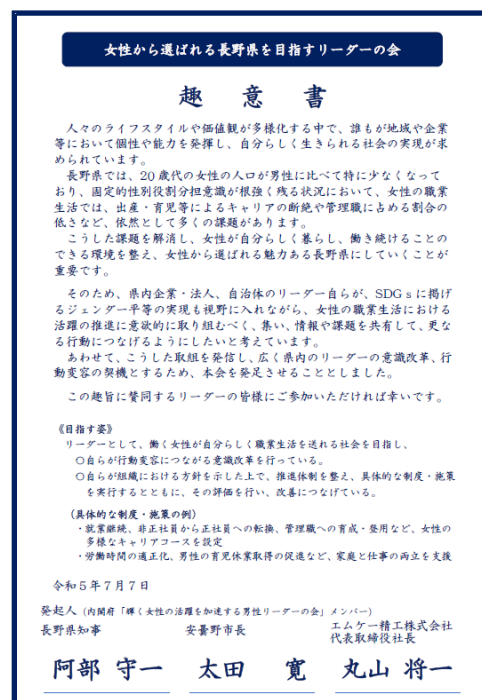 女性から選ばれる長野県を目指すリーダーの会
趣 意 書
人々のライフスタイルや価値観が多様化する中で、誰もが地域や企業
等において個性や能力を発揮し、自分らしく生きられる社会の実現が求
められています。
長野県では、20歳代の女性の人口が男性に比べて特に少なくなって
おり、固定的性別役割分担意識が根強く残る状況において、女性の職業
生活では、出産・育児等によるキャリアの断絶や管理職に占める割合の
低さなど、依然として多くの課題があります。
こうした課題を解消し、女性が自分らしく暮らし、働き続けることの
できる環境を整え、女性から選ばれる魅力ある長野県にしていくことが
重要です。
そのため、県内企業・法人、自治体のリーダー自らが、SDGsに掲げ
るジェンダー平等の実現も視野に入れながら、女性の職業生活における
活躍の推進に意欲的に取り組むべく、集い、情報や課題を共有して、更な
る行動につなげるようにしたいと考えています。
あわせて、こうした取組を発信し、広く県内のリーダーの意識改革、行
動変容の契機とするため、本会を発足させることとしました。
この趣旨に賛同するリーダーの皆様にご参加いただければ幸いです。
《目指す姿》
リーダーとして、働く女性が自分らしく職業生活を送れる社会を目指し、
○自らが行動変容につながる意識改革を行っている。
○自らが組織における方針を示した上で、推進体制を整え、具体的な制度・施策
を実行するとともに、その評価を行い、改善につなげている。
（具体的な制度・施策の例）
・就業継続、非正社員から正社員への転換、管理職への育成・登用など、女性の
多様なキャリアコースを設定
・労働時間の適正化、男性の育児休業取得の促進など、家庭と仕事の両立を支援
令和5年7月7日
発起人（内閣府「輝く女性の活躍を加速する男性リーダーの会」メンバー）
長野県知事 安曇野市長 エムケー精工株式会社
代表取締役社長
阿部 守一 太田 寛 丸山 将一